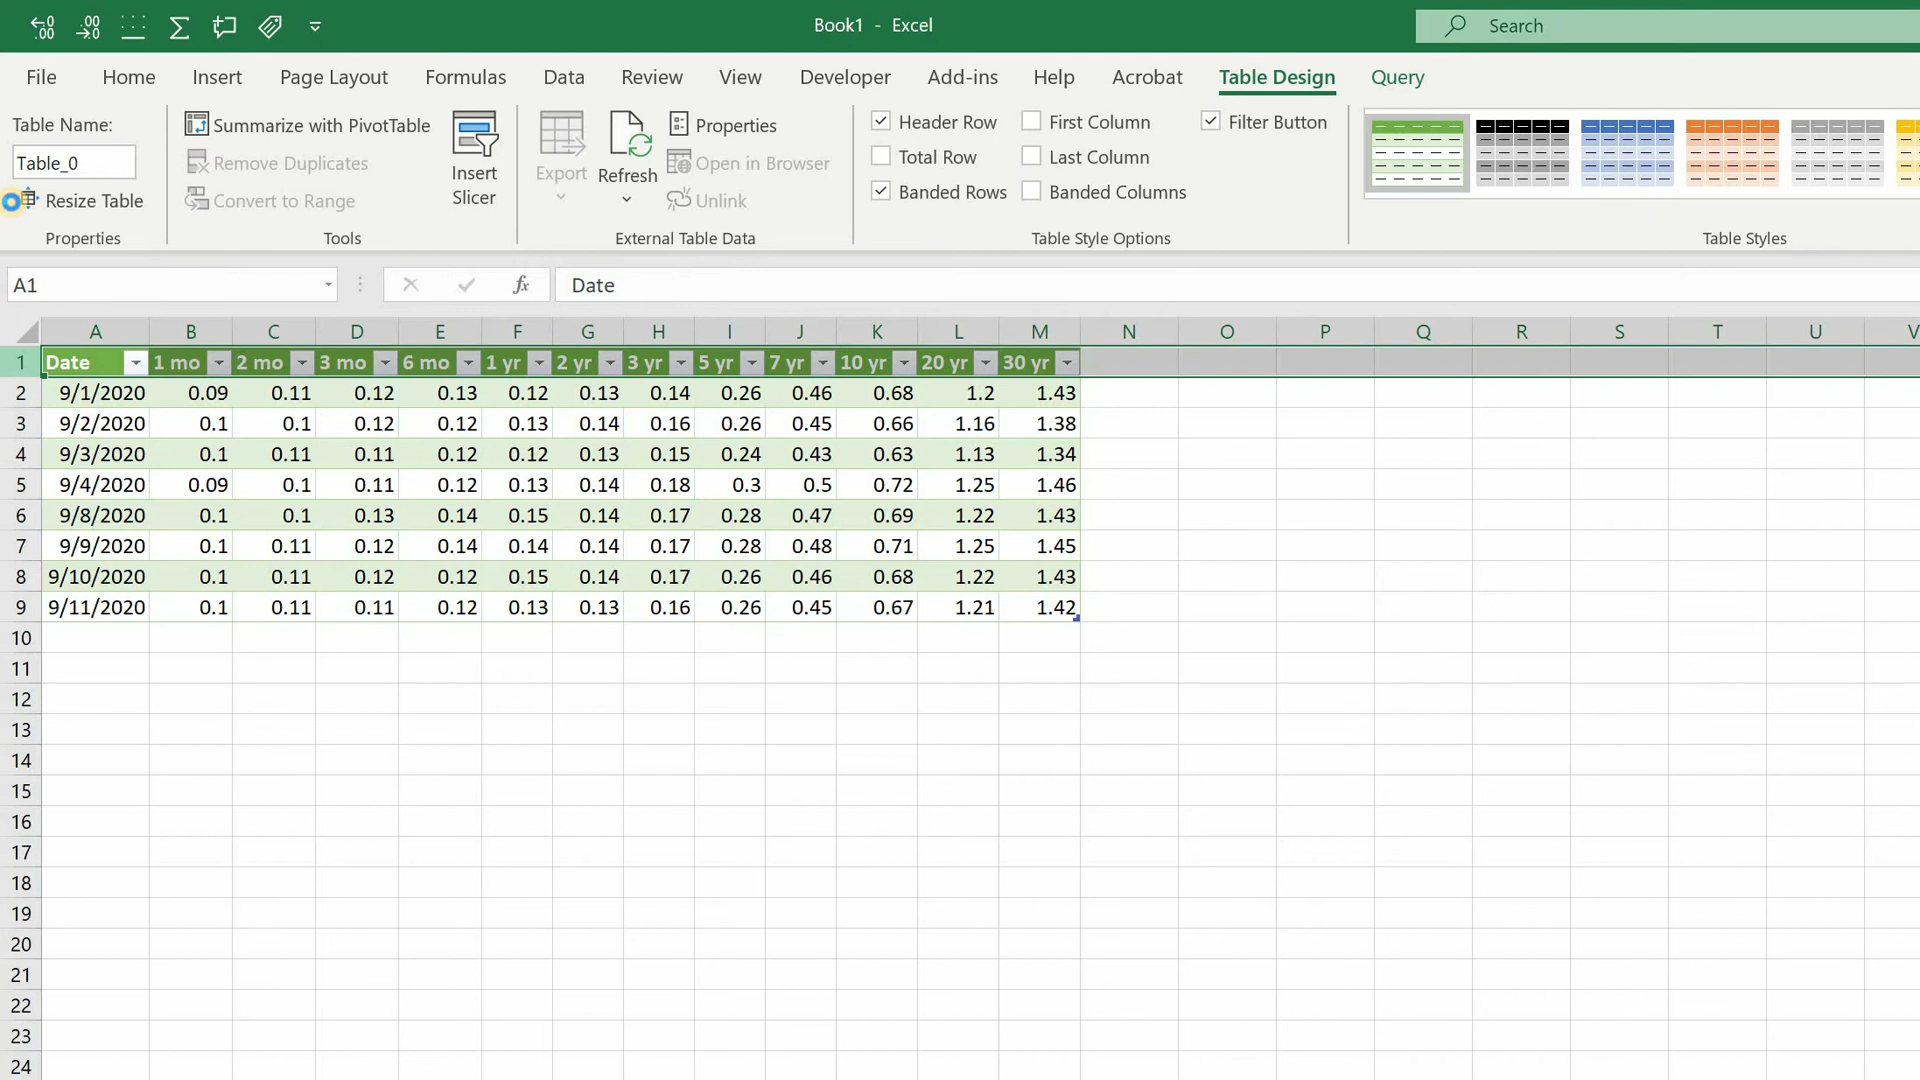 Book1 - Excel
Search
File Home Insert Page Layout Formulas Data Review View Developer Add-ins Help Acrobat Table Design Query
Table Name:
Table_0
Resize Table
Properties
Summarize with PivotTable
Remove Duplicates
Convert to Range
Tools
Insert
Slicer
Export
Refresh
Properties
Open in Browser
Unlink
External Table Data
Header Row
Total Row
Banded Rows
First Column
Last Column
Banded Columns
Filter Button
Table Style Options
Table Styles
A1
fx
Date
A B C D E F G H I J K L M N O P Q R S T U V
1 Date 1 mo 2 mo 3 mo 6 mo 1 yr 2 yr 3 yr 5 yr 7 yr 10 yr 20 yr 30 yr
2 9/1/2020 0.09 0.11 0.12 0.13 0.12 0.13 0.14 0.26 0.46 0.68 1.2 1.43
3 9/2/2020 0.1 0.1 0.12 0.12 0.13 0.14 0.16 0.26 0.45 0.66 1.16 1.38
4 9/3/2020 0.1 0.11 0.11 0.12 0.12 0.13 0.15 0.24 0.43 0.63 1.13 1.34
5 9/4/2020 0.09 0.1 0.11 0.12 0.13 0.14 0.18 0.3 0.5 0.72 1.25 1.46
6 9/8/2020 0.1 0.1 0.13 0.14 0.15 0.14 0.17 0.28 0.47 0.69 1.22 1.43
7 9/9/2020 0.1 0.11 0.12 0.14 0.14 0.14 0.17 0.28 0.48 0.71 1.25 1.45
8 9/10/2020 0.1 0.11 0.12 0.12 0.15 0.14 0.17 0.26 0.46 0.68 1.22 1.43
9 9/11/2020 0.1 0.11 0.11 0.12 0.13 0.13 0.16 0.26 0.45 0.67 1.21 1.42
10
11
12
13
14
15
16
17
18
19
20
21
22
23
24